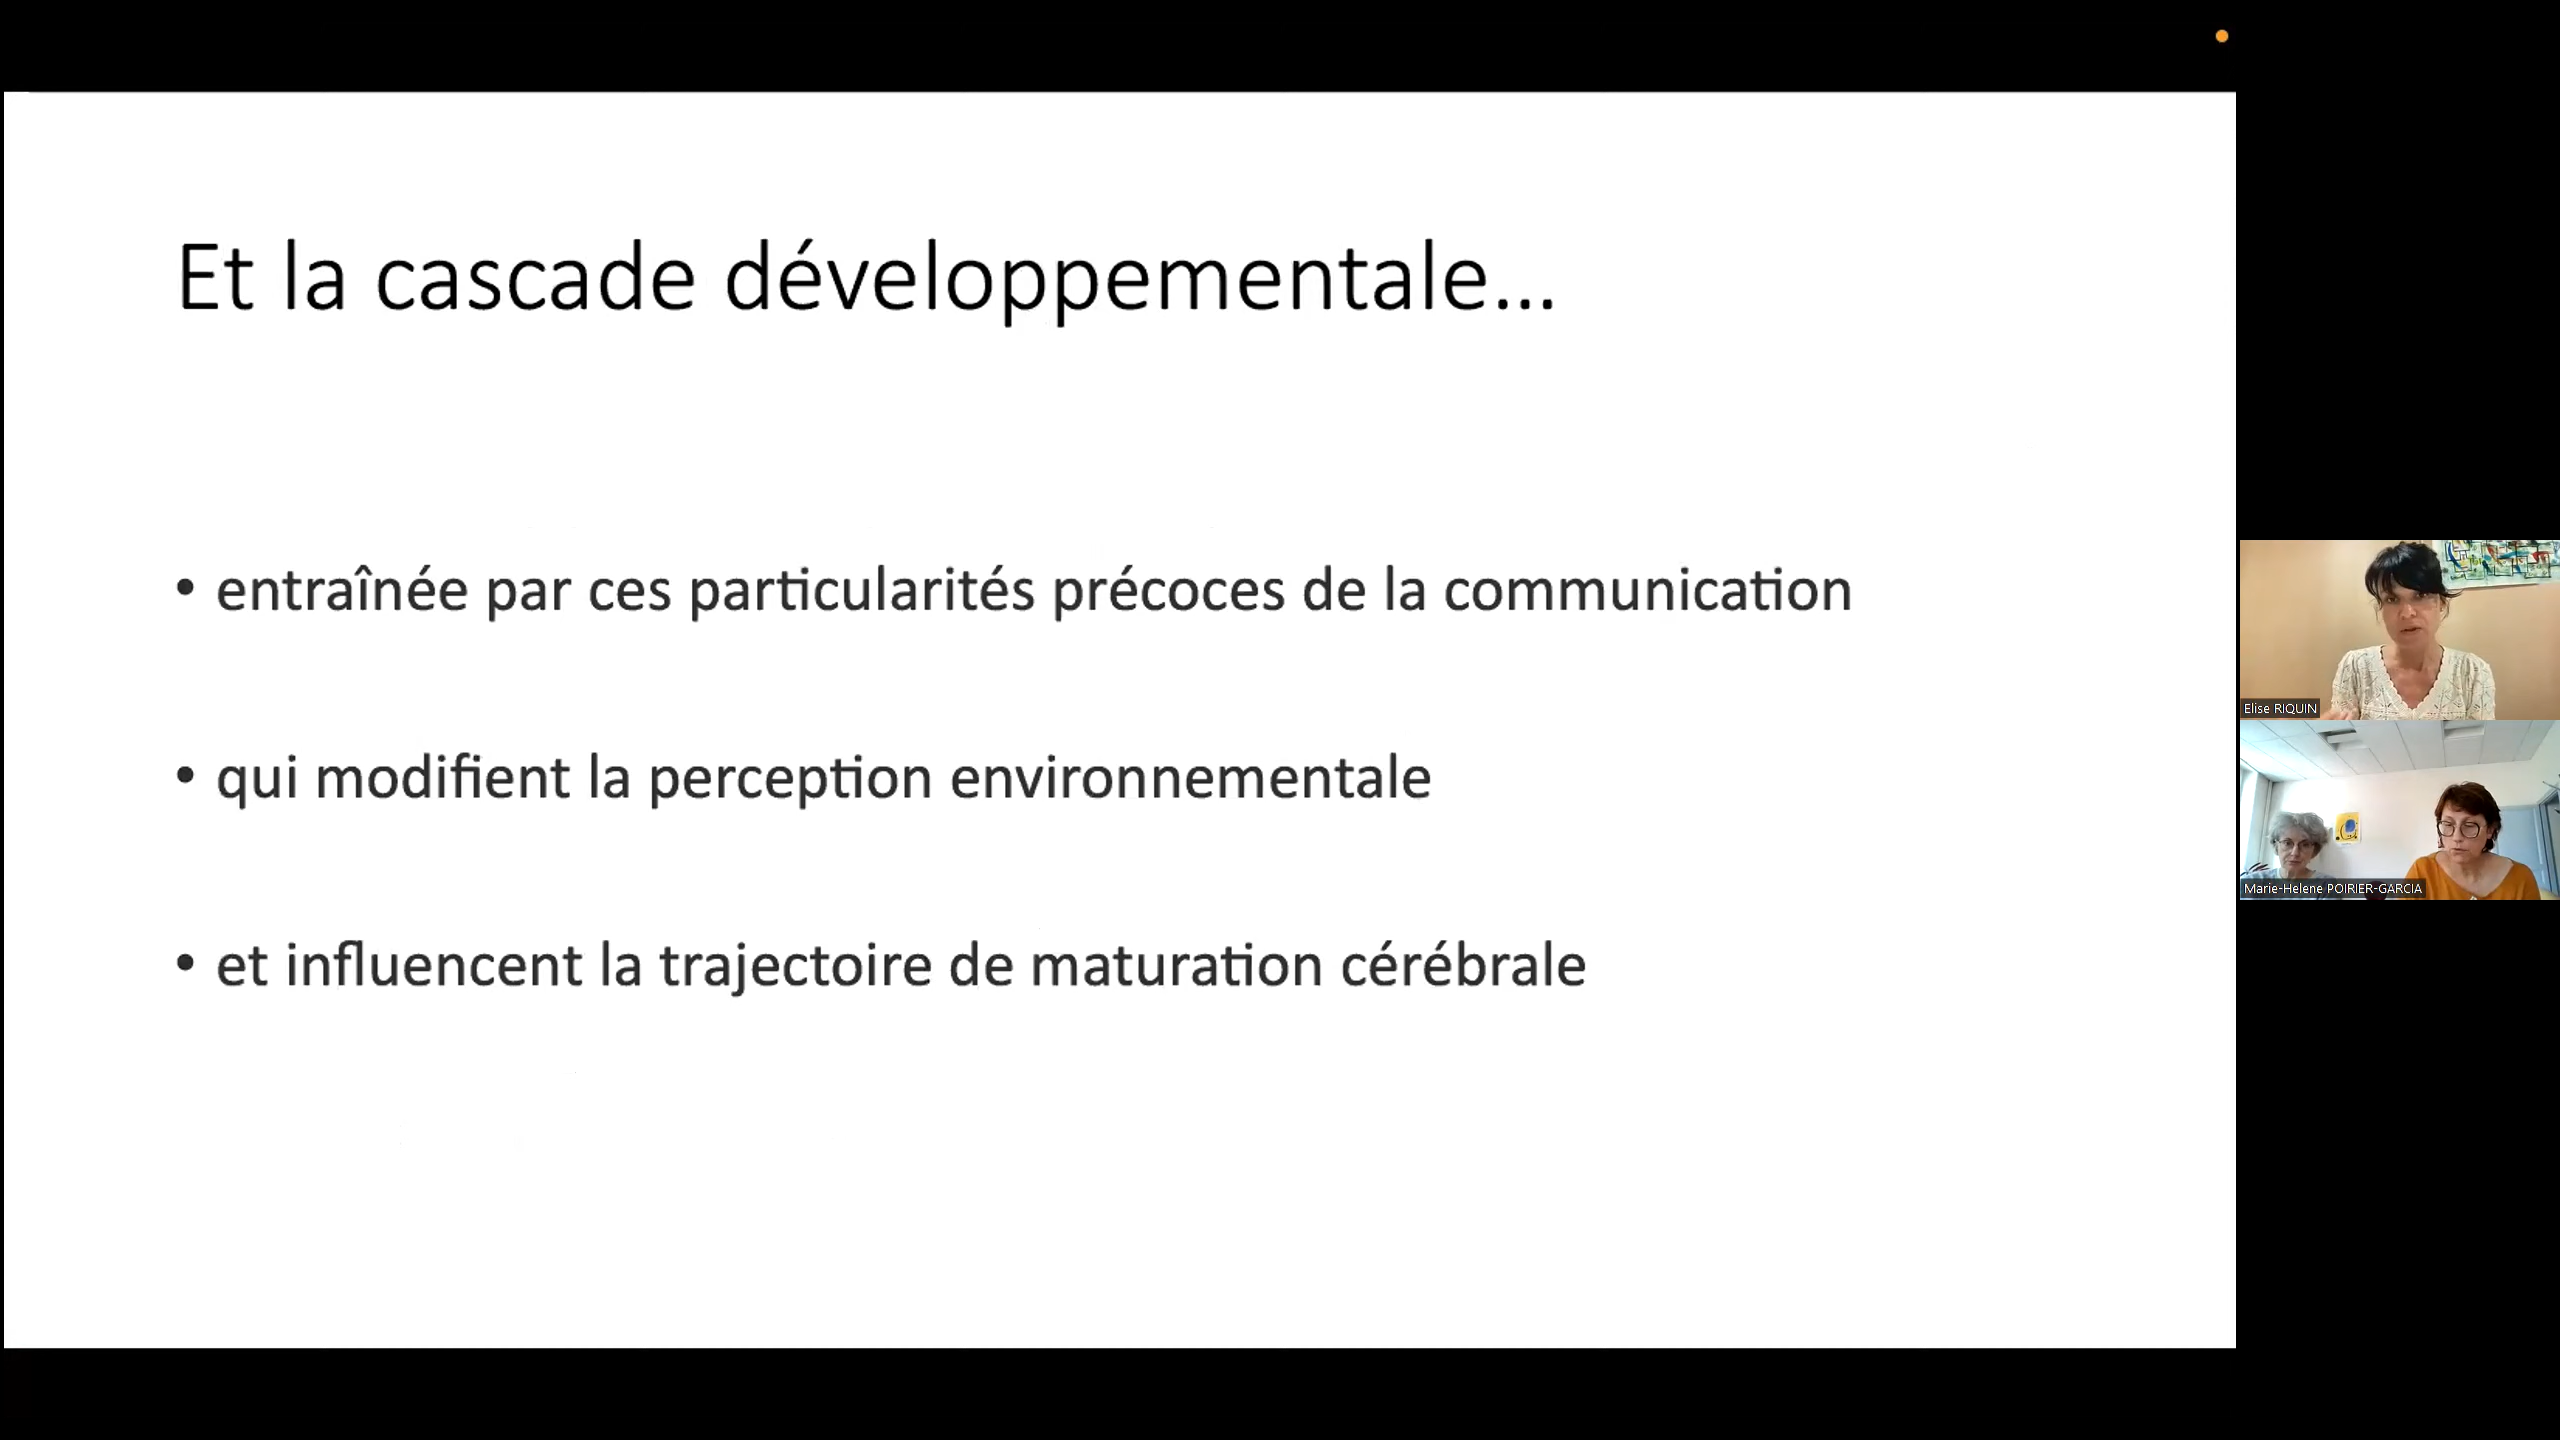 Et la cascade développementale...
• entraînée par ces particularités précoces de la communication
• qui modifient la perception environnementale
• et influencent la trajectoire de maturation cérébrale
Elise RIQUIN
Marie-Helene POIRIER-GARCIA